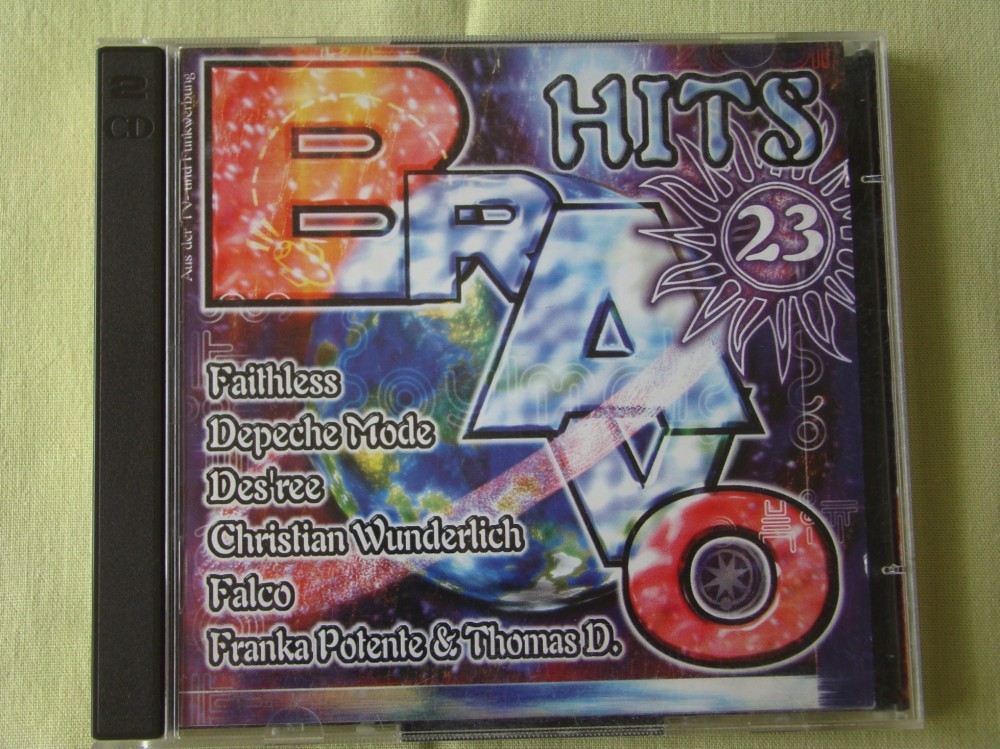 2
CD
Aus der TV- und Funkwerbung
BRAVO
HITS
23
Faithless
Depeche Mode
Des'ree
Christian Wunderlich
Falco
Franka Potente & Thomas D.